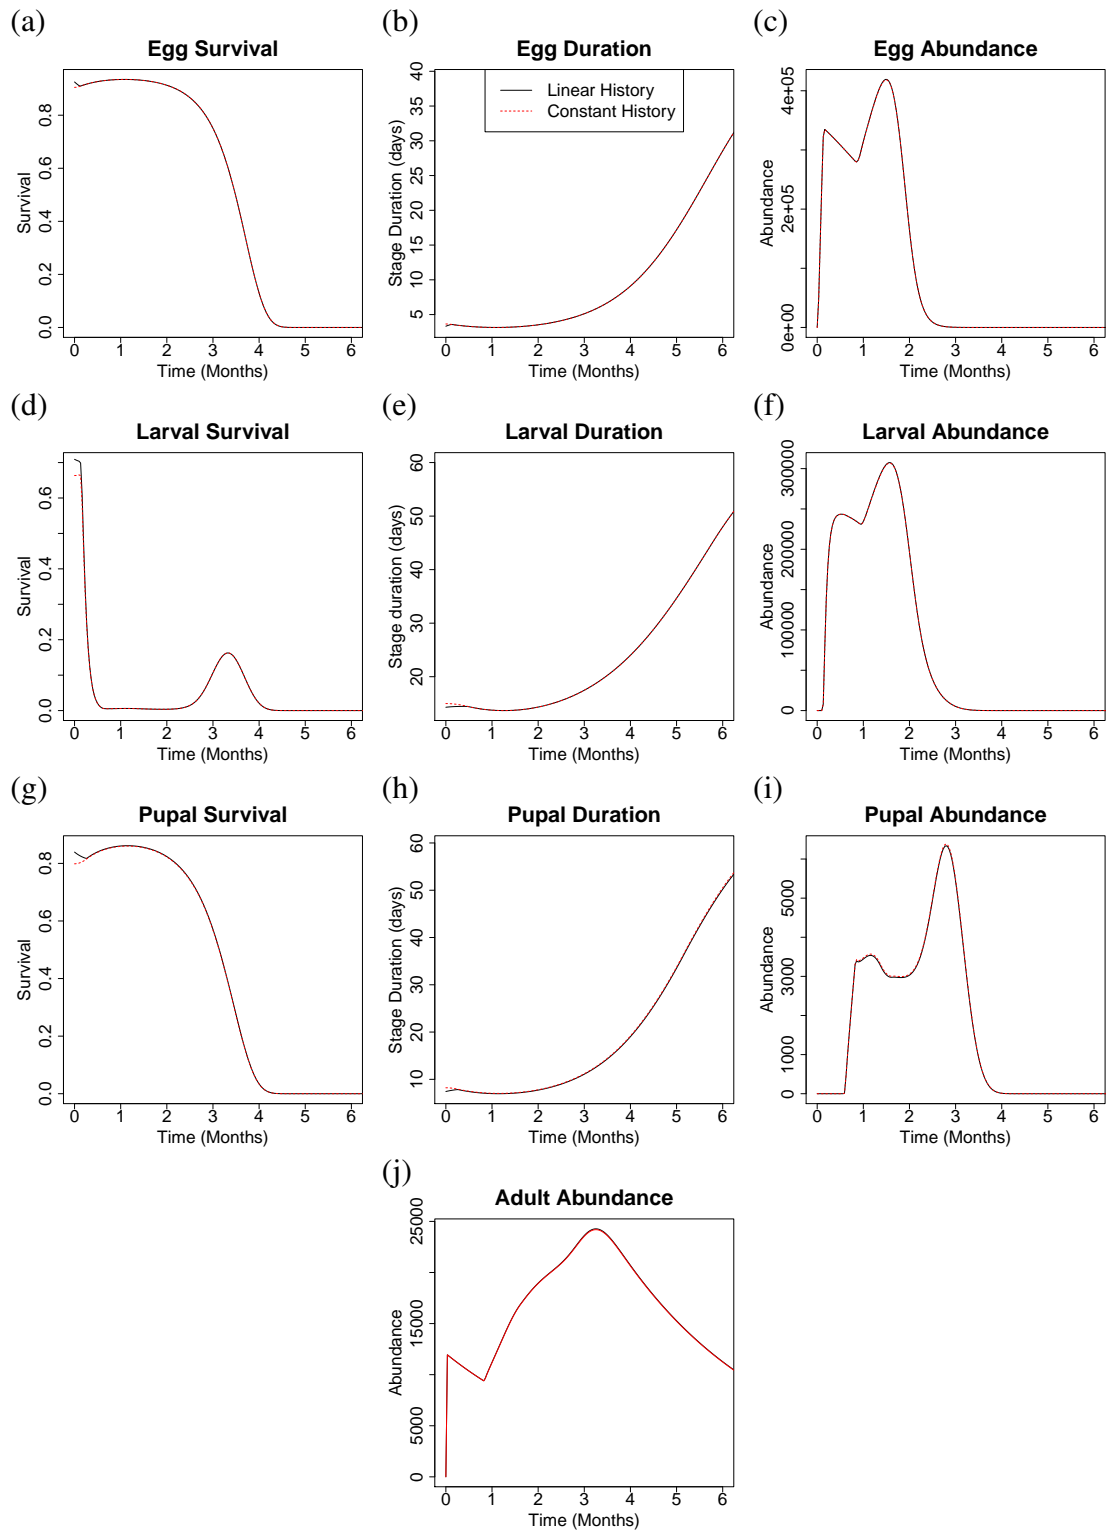 (a) (b) (c)
Egg Survival Egg Duration Egg Abundance
Survival
0.0 0.2 0.4 0.6 0.8
0 1 2 3 4 5 6
Time (Months)
Stage Duration (days)
5 10 15 20 25 30 35 40
Linear History
Constant History
0 1 2 3 4 5 6
Time (Months)
Abundance
0e+00 2e+05 4e+05
0 1 2 3 4 5 6
Time (Months)
(d) (e) (f)
Larval Survival Larval Duration Larval Abundance
Survival
0.0 0.2 0.4 0.6
0 1 2 3 4 5 6
Time (Months)
Stage duration (days)
20 30 40 50 60
0 1 2 3 4 5 6
Time (Months)
Abundance
0 100000 200000 300000
0 1 2 3 4 5 6
Time (Months)
(g) (h) (i)
Pupal Survival Pupal Duration Pupal Abundance
Survival
0.0 0.2 0.4 0.6 0.8
0 1 2 3 4 5 6
Time (Months)
Stage Duration (days)
10 20 30 40 50 60
0 1 2 3 4 5 6
Time (Months)
Abundance
0 1000 3000 5000
0 1 2 3 4 5 6
Time (Months)
(j)
Adult Abundance
Abundance
0 5000 15000 25000
0 1 2 3 4 5 6
Time (Months)